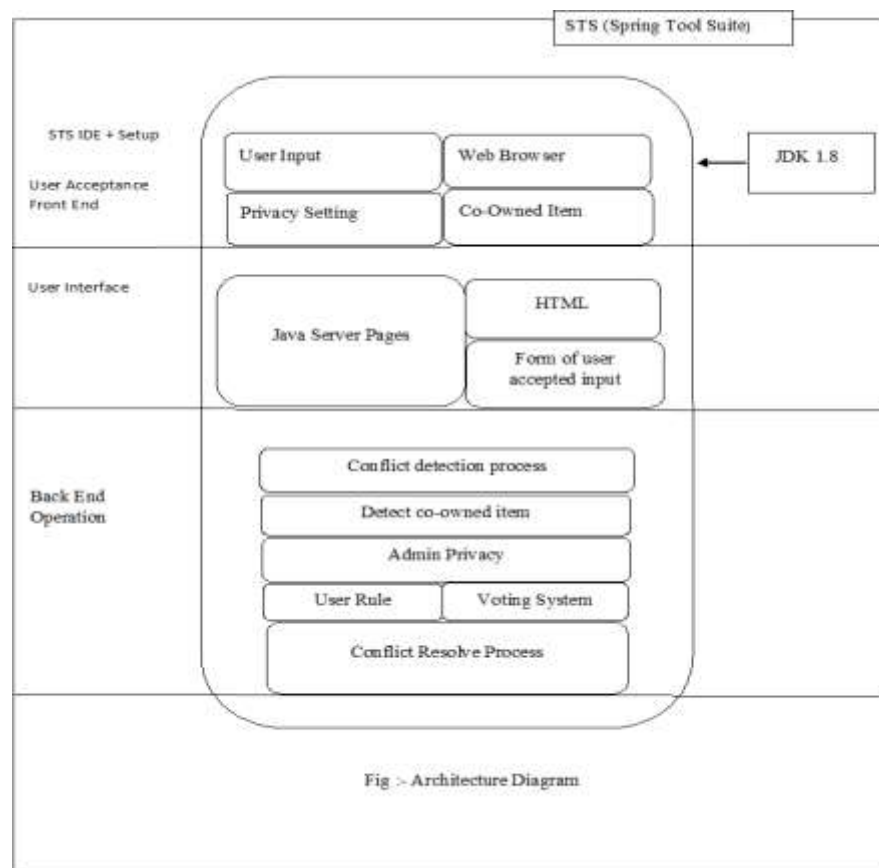 STS (Spring Tool Suite)
STS IDE + Setup
User Input
Web Browser
JDK 1.8
User Acceptance
Front End
Privacy Setting
Co-Owned Item
User Interface
HTML
Java Server Pages
Form of user
accepted input
Conflict detection process
Back End
Operation
Detect co-owned item
Admin Privacy
User Rule
Voting System
Conflict Resolve Process
Fig :- Architecture Diagram